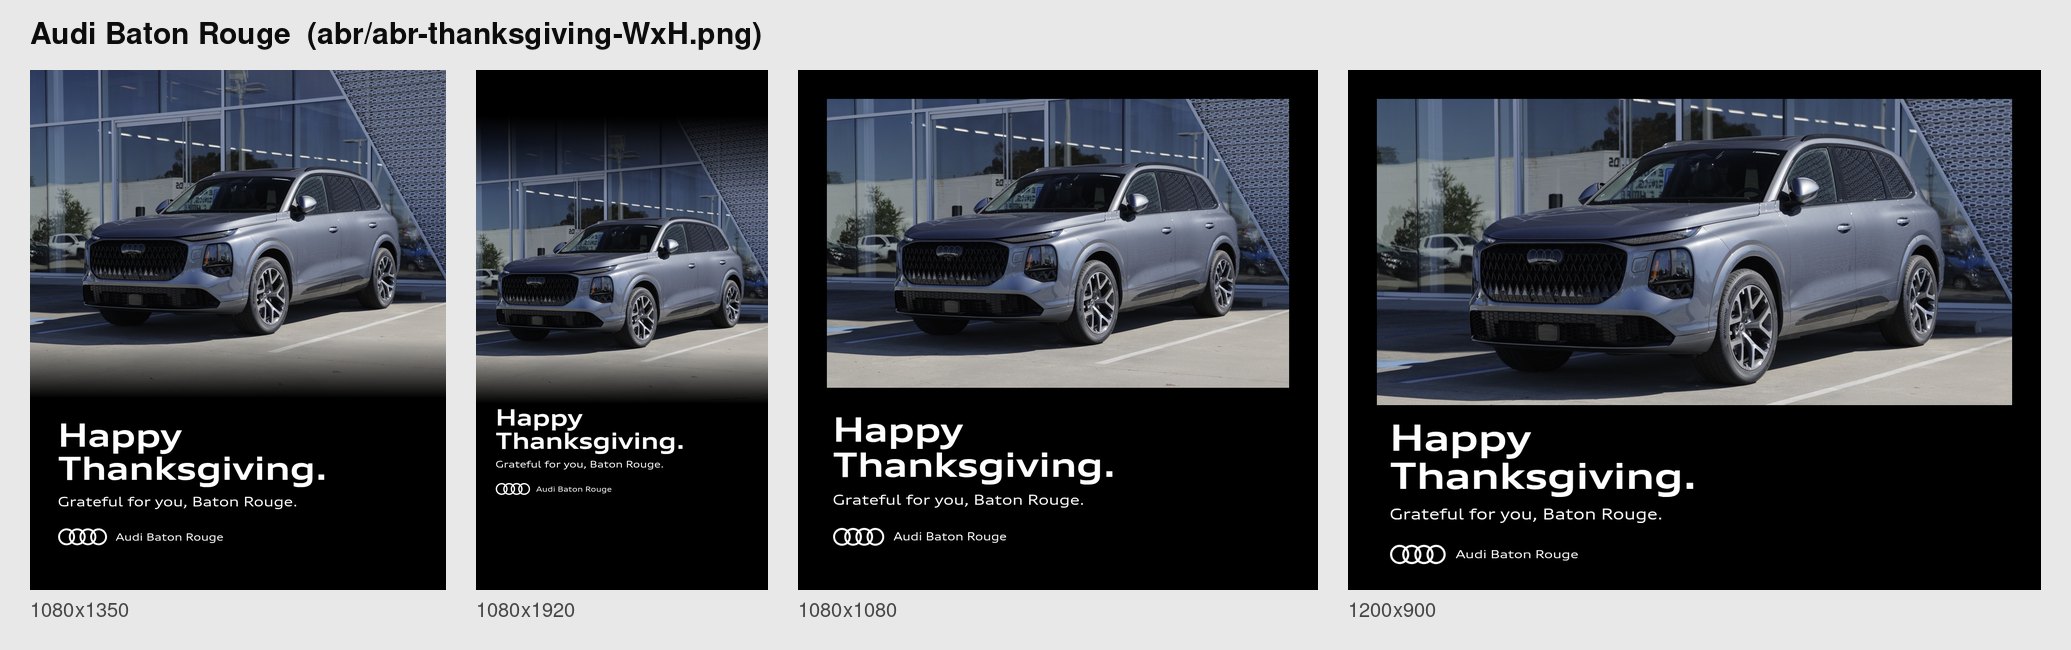 Audi Baton Rouge (abr/abr-thanksgiving-WxH.png)
Happy
Thanksgiving.
Grateful for you, Baton Rouge.
Audi Baton Rouge
1080x1350
Happy
Thanksgiving.
Grateful for you, Baton Rouge.
Audi Baton Rouge
1080x1920
Happy
Thanksgiving.
Grateful for you, Baton Rouge.
Audi Baton Rouge
1080x1080
Happy
Thanksgiving.
Grateful for you, Baton Rouge.
Audi Baton Rouge
1200x900